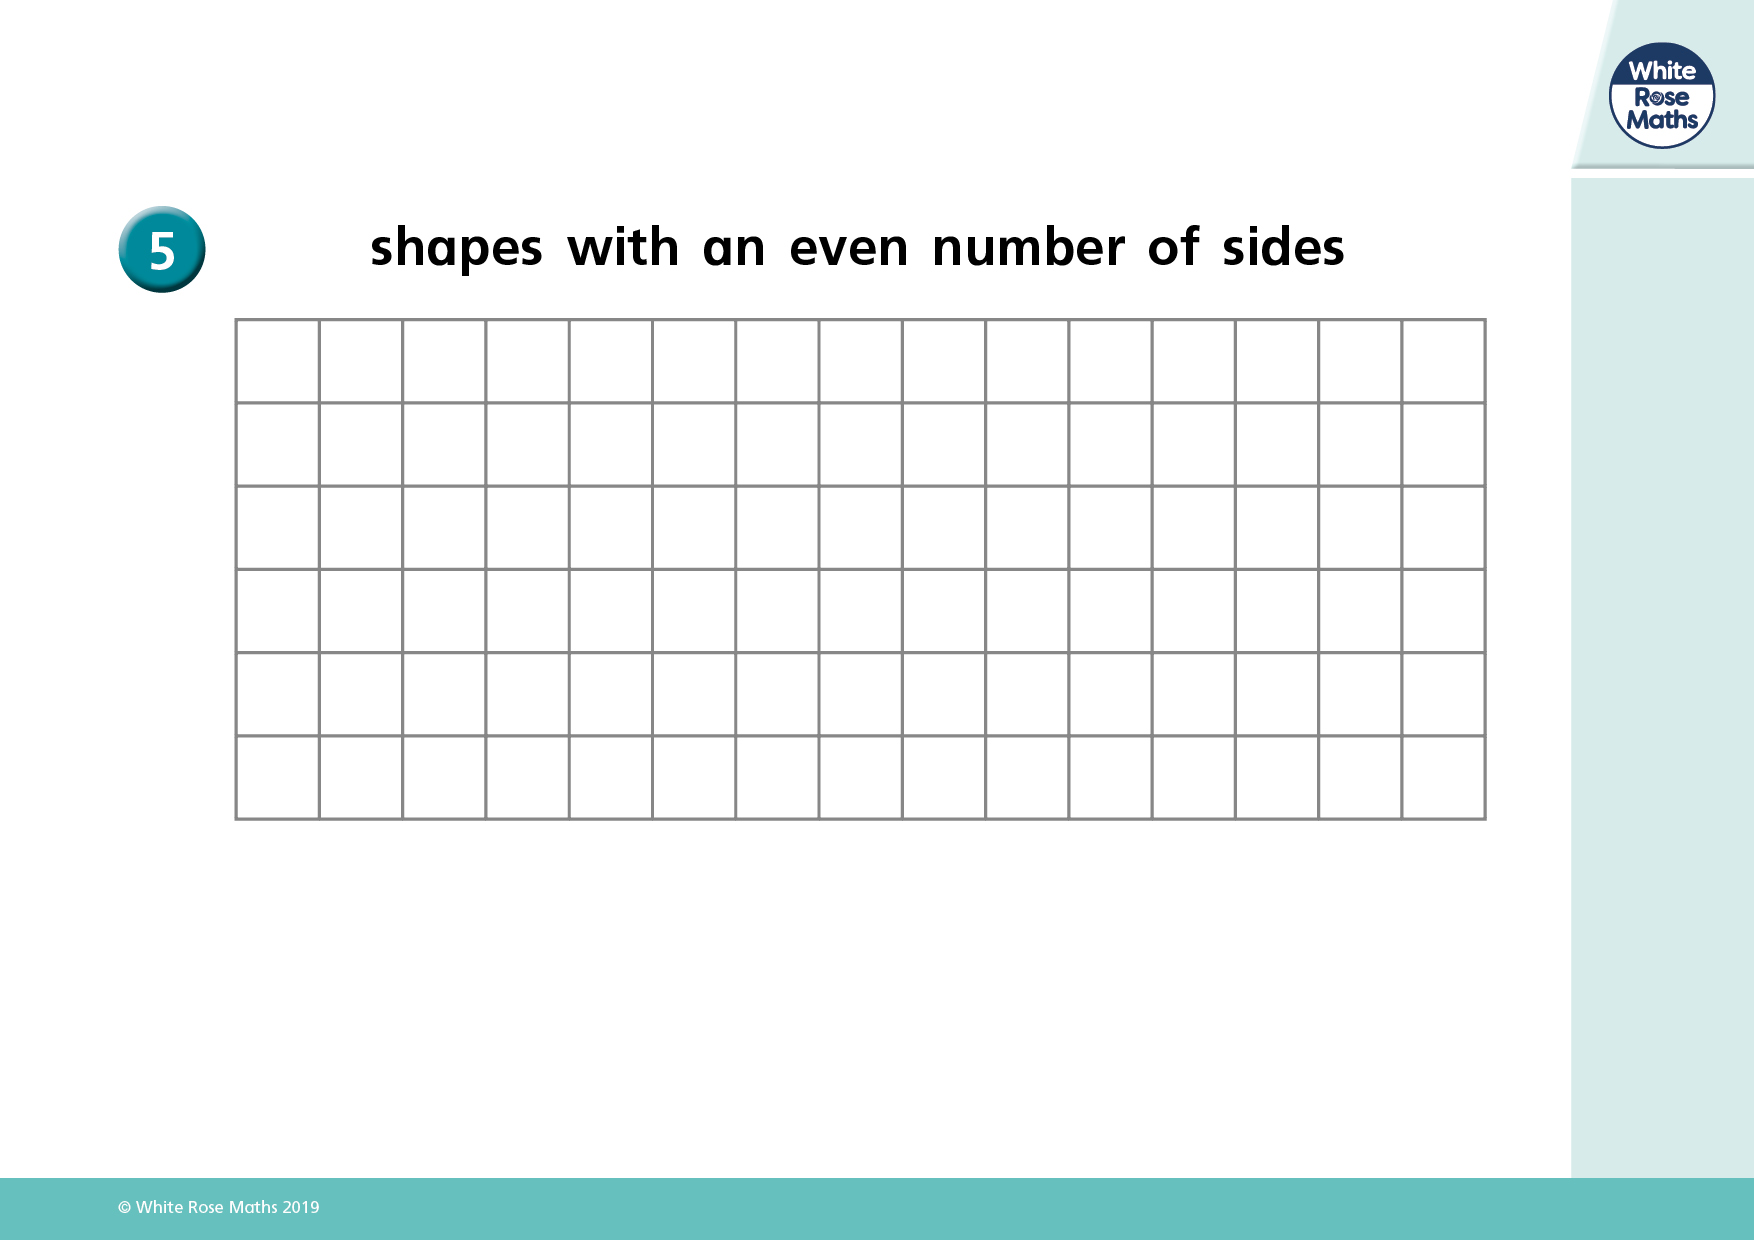 White
Rose
Maths
5
shapes with an even number of sides
© White Rose Maths 2019